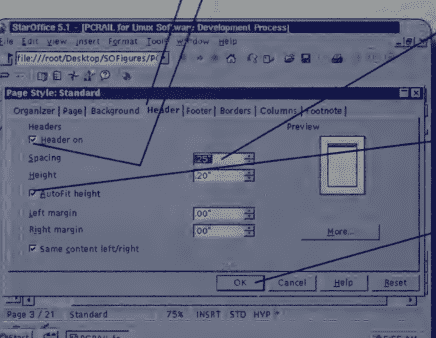 StarOffice 5.1 - [PCRAIL for Linux Software Development Process]
File Edit View Insert Format Tools Window Help
file:///root/Desktop/SOFigures/PC
Page Style: Standard
Organizer Page Background Header Footer Borders Columns Footnote
Headers Preview
Header on
Spacing .25"
Height .20"
AutoFit height
Left margin .00"
Right margin .00" More...
Same content left/right
OK Cancel Help Reset
Page 3 / 21 Standard 75% INSRT STD HYP *